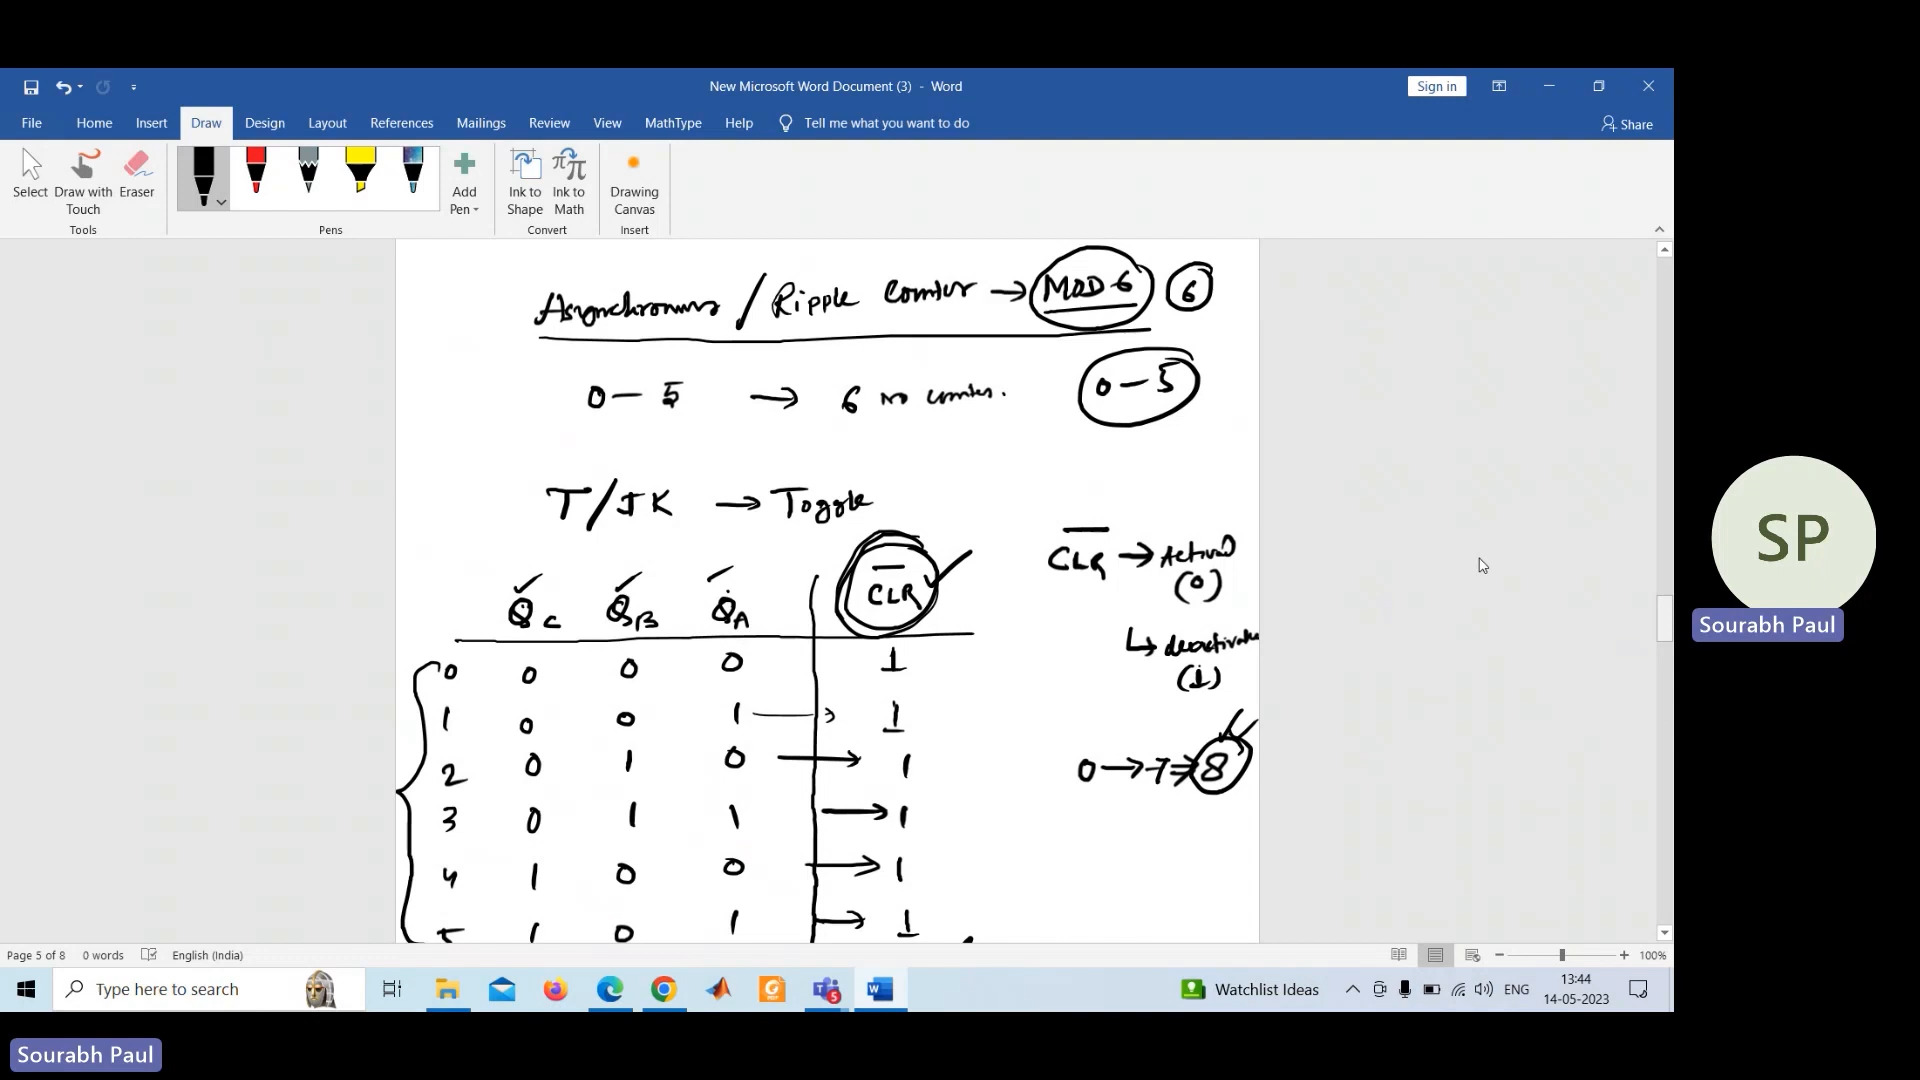 New Microsoft Word Document (3) - Word
Sign in
File Home Insert Draw Design Layout References Mailings Review View MathType Help Tell me what you want to do
Share
Select Draw with Touch Eraser Add Pen Ink to Shape Ink to Math Drawing Canvas
Tools Pens Convert Insert
Asynchronous / Ripple Counter → MOD 6 6
0 — 5 → 6 no counter. 0 — 5
T/JK → Toggle
CLR → Activ
(0)
Q_C Q_B Q_A CLR
↳ deactivate
(1)
0 0 0 0 1
1 0 0 1 → 1
2 0 1 0 → 1
0 → 7 ⇒ 8
3 0 1 1 → 1
4 1 0 0 → 1
5 1 0 1 → 1
SP
Sourabh Paul
Page 5 of 8 0 words English (India) 100%
Type here to search Watchlist Ideas ENG 13:44
14-05-2023
Sourabh Paul